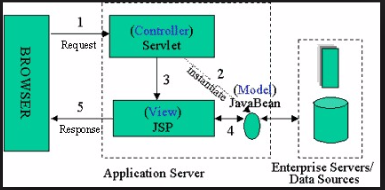 1
Request
BROWSER
(Controller)
Servlet
2
Instantiate
3
(Model)
JavaBean
(View)
JSP
4
5
Response
Application Server
Enterprise Servers/
Data Sources